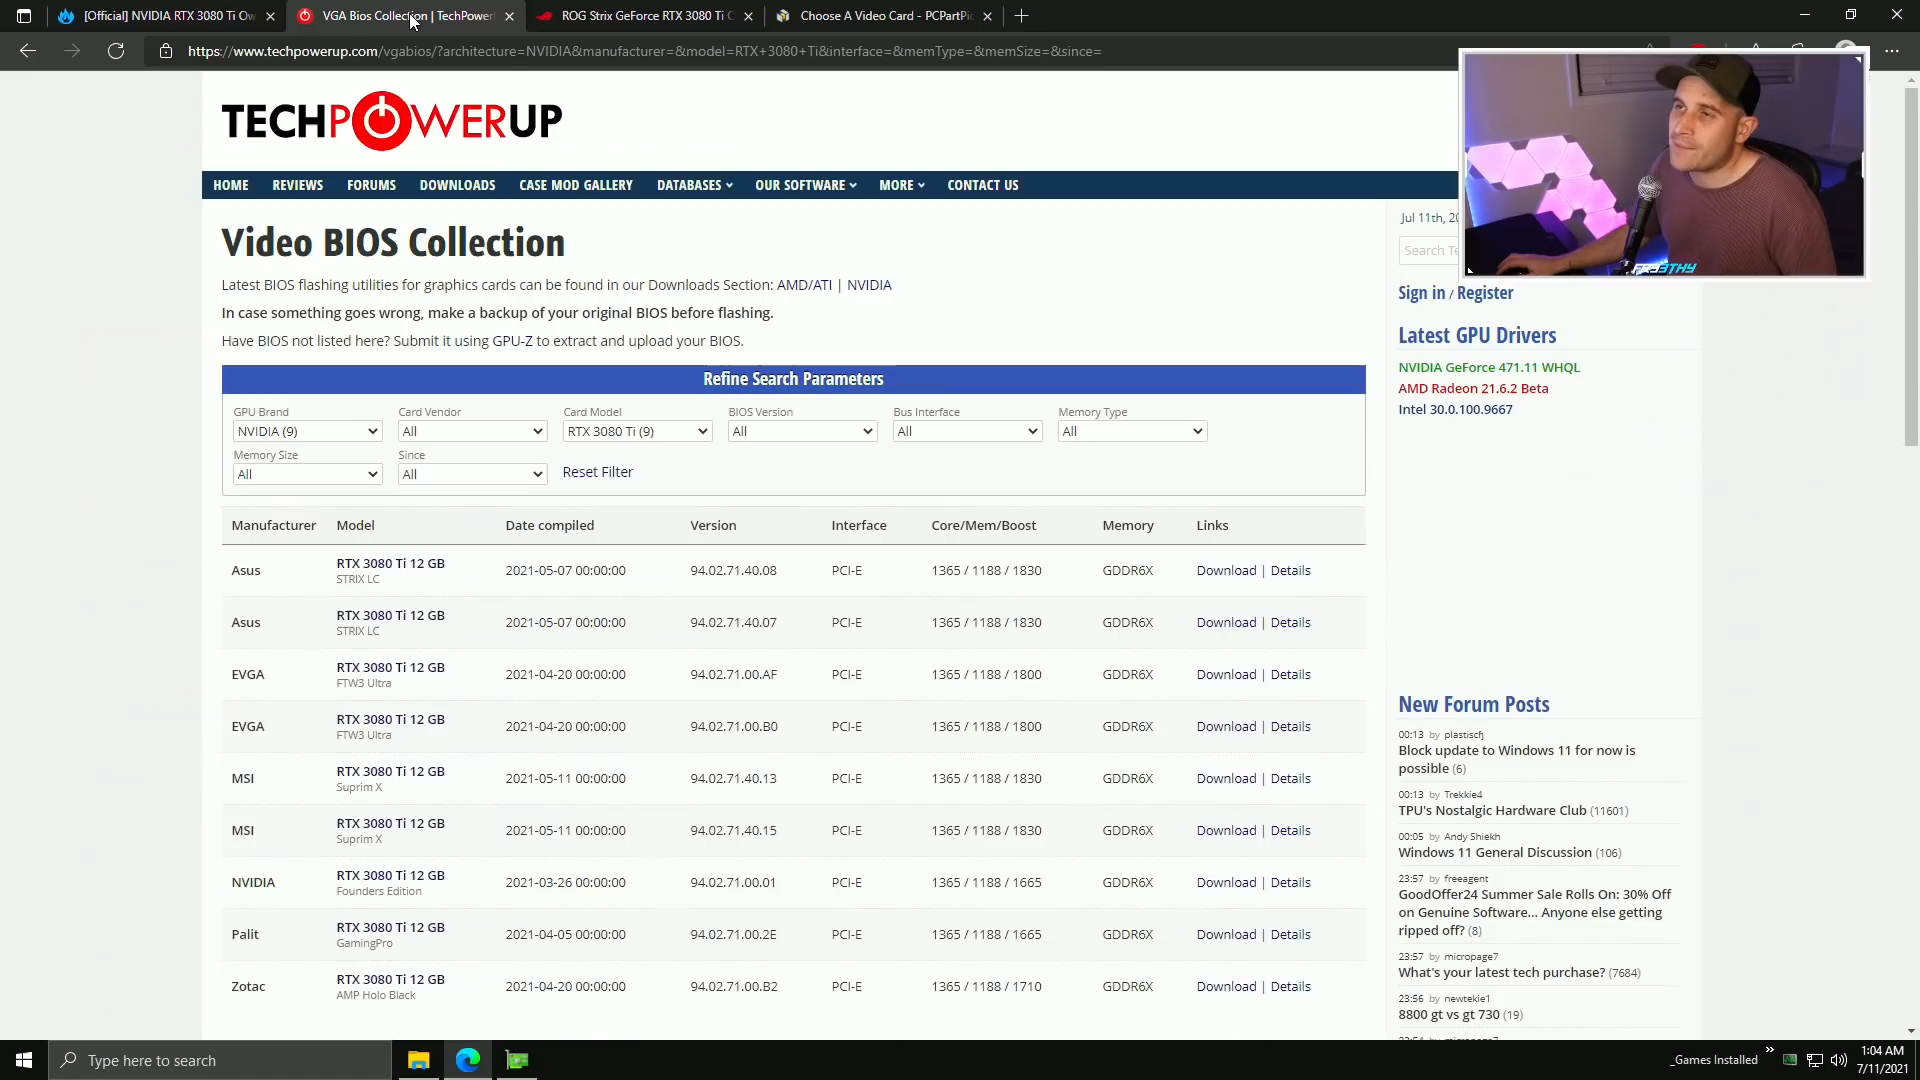 [Official] NVIDIA RTX 3080 Ti Ow
VGA Bios Collection | TechPower
ROG Strix GeForce RTX 3080 Ti O
Choose A Video Card - PCPartPic
https://www.techpowerup.com/vgabios/?architecture=NVIDIA&manufacturer=&model=RTX+3080+Ti&interface=&memType=&memSize=&since=
TECHPOWERUP
HOME REVIEWS FORUMS DOWNLOADS CASE MOD GALLERY DATABASES OUR SOFTWARE MORE CONTACT US
Video BIOS Collection
Latest BIOS flashing utilities for graphics cards can be found in our Downloads Section: AMD/ATI | NVIDIA
In case something goes wrong, make a backup of your original BIOS before flashing.
Have BIOS not listed here? Submit it using GPU-Z to extract and upload your BIOS.
Refine Search Parameters
GPU Brand Card Vendor Card Model BIOS Version Bus Interface Memory Type
NVIDIA (9) All RTX 3080 Ti (9) All All All
Memory Size Since
All All Reset Filter
Manufacturer Model Date compiled Version Interface Core/Mem/Boost Memory Links
Asus RTX 3080 Ti 12 GB 2021-05-07 00:00:00 94.02.71.40.08 PCI-E 1365 / 1188 / 1830 GDDR6X Download | Details
STRIX LC
Asus RTX 3080 Ti 12 GB 2021-05-07 00:00:00 94.02.71.40.07 PCI-E 1365 / 1188 / 1830 GDDR6X Download | Details
STRIX LC
EVGA RTX 3080 Ti 12 GB 2021-04-20 00:00:00 94.02.71.00.AF PCI-E 1365 / 1188 / 1800 GDDR6X Download | Details
FTW3 Ultra
EVGA RTX 3080 Ti 12 GB 2021-04-20 00:00:00 94.02.71.00.B0 PCI-E 1365 / 1188 / 1800 GDDR6X Download | Details
FTW3 Ultra
MSI RTX 3080 Ti 12 GB 2021-05-11 00:00:00 94.02.71.40.13 PCI-E 1365 / 1188 / 1830 GDDR6X Download | Details
Suprim X
MSI RTX 3080 Ti 12 GB 2021-05-11 00:00:00 94.02.71.40.15 PCI-E 1365 / 1188 / 1830 GDDR6X Download | Details
Suprim X
NVIDIA RTX 3080 Ti 12 GB 2021-03-26 00:00:00 94.02.71.00.01 PCI-E 1365 / 1188 / 1665 GDDR6X Download | Details
Founders Edition
Palit RTX 3080 Ti 12 GB 2021-04-05 00:00:00 94.02.71.00.2E PCI-E 1365 / 1188 / 1665 GDDR6X Download | Details
GamingPro
Zotac RTX 3080 Ti 12 GB 2021-04-20 00:00:00 94.02.71.00.B2 PCI-E 1365 / 1188 / 1710 GDDR6X Download | Details
AMP Holo Black
FR33THY
Jul 11th, 20
Search Te
Sign in / Register
Latest GPU Drivers
NVIDIA GeForce 471.11 WHQL
AMD Radeon 21.6.2 Beta
Intel 30.0.100.9667
New Forum Posts
00:13 by plastiscɧ
Block update to Windows 11 for now is
possible (6)
00:13 by Trekkie4
TPU's Nostalgic Hardware Club (11601)
00:05 by Andy Shiekh
Windows 11 General Discussion (106)
23:57 by freeagent
GoodOffer24 Summer Sale Rolls On: 30% Off
on Genuine Software... Anyone else getting
ripped off? (8)
23:57 by micropage7
What's your latest tech purchase? (7684)
23:56 by newtekie1
8800 gt vs gt 730 (19)
Type here to search
_Games Installed
1:04 AM
7/11/2021